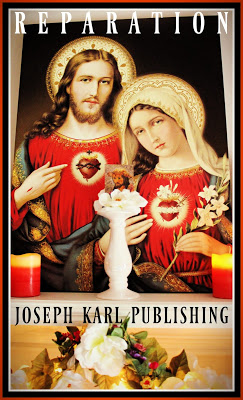 REPARATION
JOSEPH KARL PUBLISHING